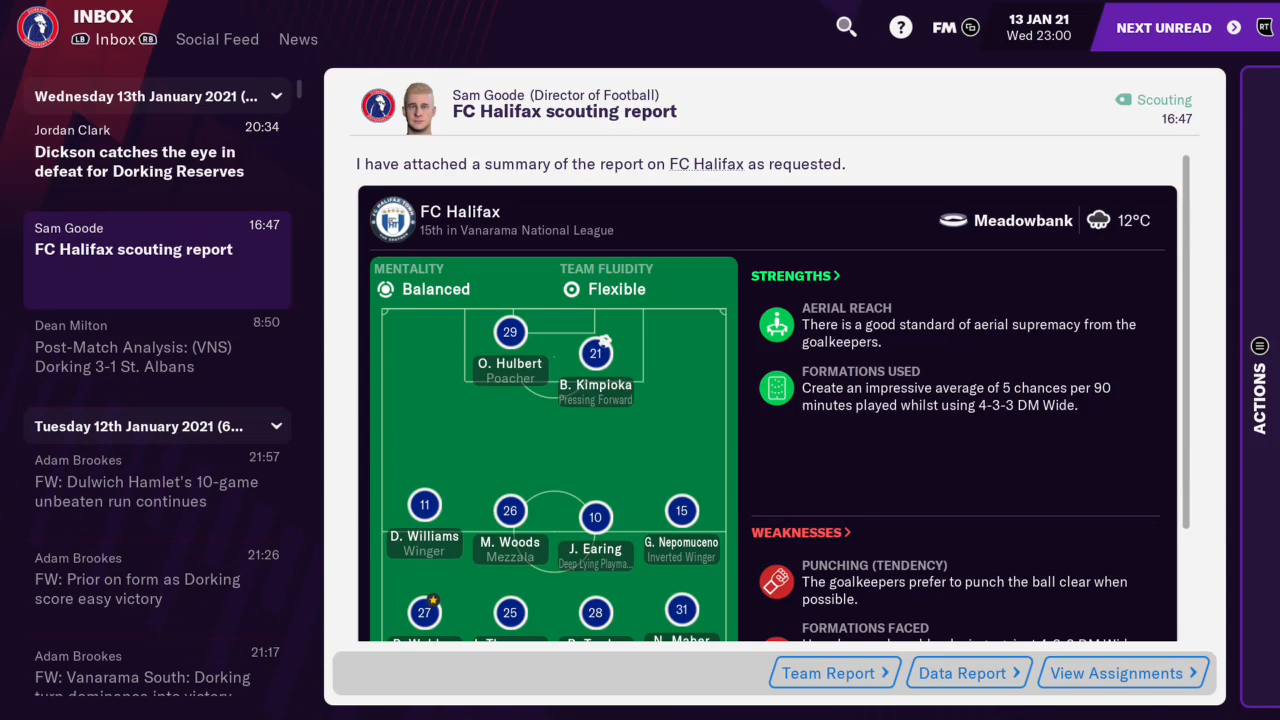 INBOX
LB Inbox RB Social Feed News
FM
13 JAN 21
Wed 23:00
NEXT UNREAD
RT
Wednesday 13th January 2021 (...
Jordan Clark 20:34
Dickson catches the eye in
defeat for Dorking Reserves
Sam Goode 16:47
FC Halifax scouting report
Dean Milton 8:50
Post-Match Analysis: (VNS)
Dorking 3-1 St. Albans
Tuesday 12th January 2021 (6...
Adam Brookes 21:57
FW: Dulwich Hamlet's 10-game
unbeaten run continues
Adam Brookes 21:26
FW: Prior on form as Dorking
score easy victory
Adam Brookes 21:17
FW: Vanarama South: Dorking
turn dominance into victory
Sam Goode (Director of Football)
FC Halifax scouting report
Scouting
16:47
I have attached a summary of the report on FC Halifax as requested.
FC Halifax
15th in Vanarama National League
Meadowbank 12°C
MENTALITY
Balanced
TEAM FLUIDITY
Flexible
29
O. Hulbert
Poacher
21
B. Kimpioka
Pressing Forward
11
D. Williams
Winger
26
M. Woods
Mezzala
10
J. Earing
Deep Lying Playma...
15
G. Nepomuceno
Inverted Winger
27
25
28
31
N. Maher
STRENGTHS
AERIAL REACH
There is a good standard of aerial supremacy from the
goalkeepers.
FORMATIONS USED
Create an impressive average of 5 chances per 90
minutes played whilst using 4-3-3 DM Wide.
WEAKNESSES
PUNCHING (TENDENCY)
The goalkeepers prefer to punch the ball clear when
possible.
FORMATIONS FACED
Team Report
Data Report
View Assignments
ACTIONS